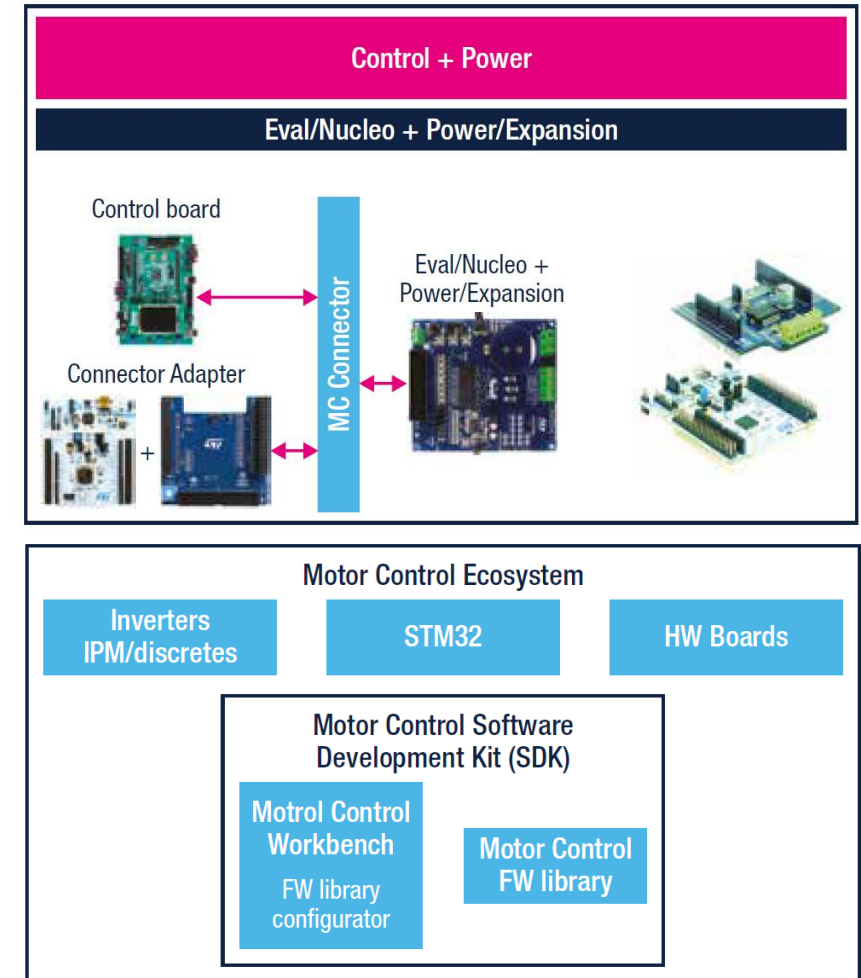 Control + Power
Eval/Nucleo + Power/Expansion
Control board
MC Connector
Eval/Nucleo +
Power/Expansion
Connector Adapter
+
Motor Control Ecosystem
Inverters
IPM/discretes
STM32
HW Boards
Motor Control Software
Development Kit (SDK)
Motrol Control
Workbench
FW library
configurator
Motor Control
FW library